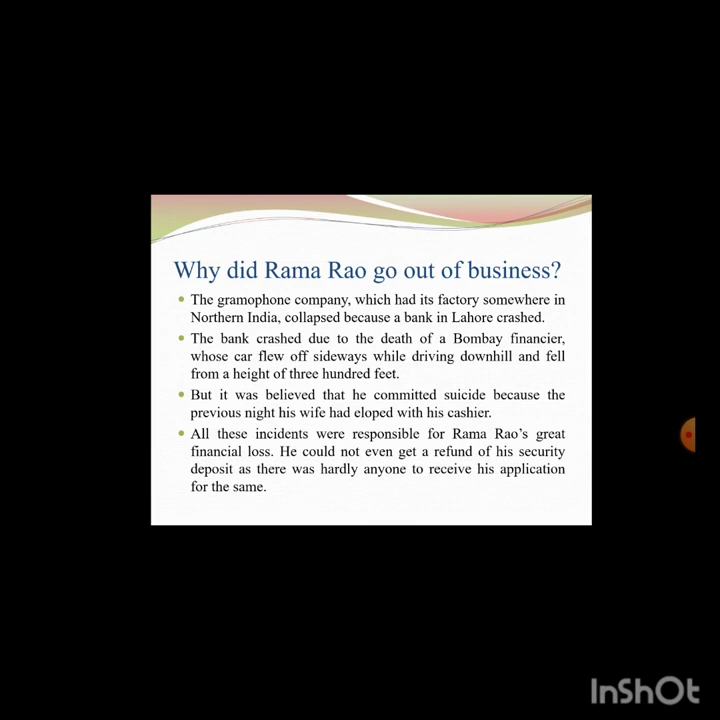 Why did Rama Rao go out of business?
• The gramophone company, which had its factory somewhere in
Northern India, collapsed because a bank in Lahore crashed.
• The bank crashed due to the death of a Bombay financier,
whose car flew off sideways while driving downhill and fell
from a height of three hundred feet.
• But it was believed that he committed suicide because the
previous night his wife had eloped with his cashier.
• All these incidents were responsible for Rama Rao’s great
financial loss. He could not even get a refund of his security
deposit as there was hardly anyone to receive his application
for the same.
InShOt